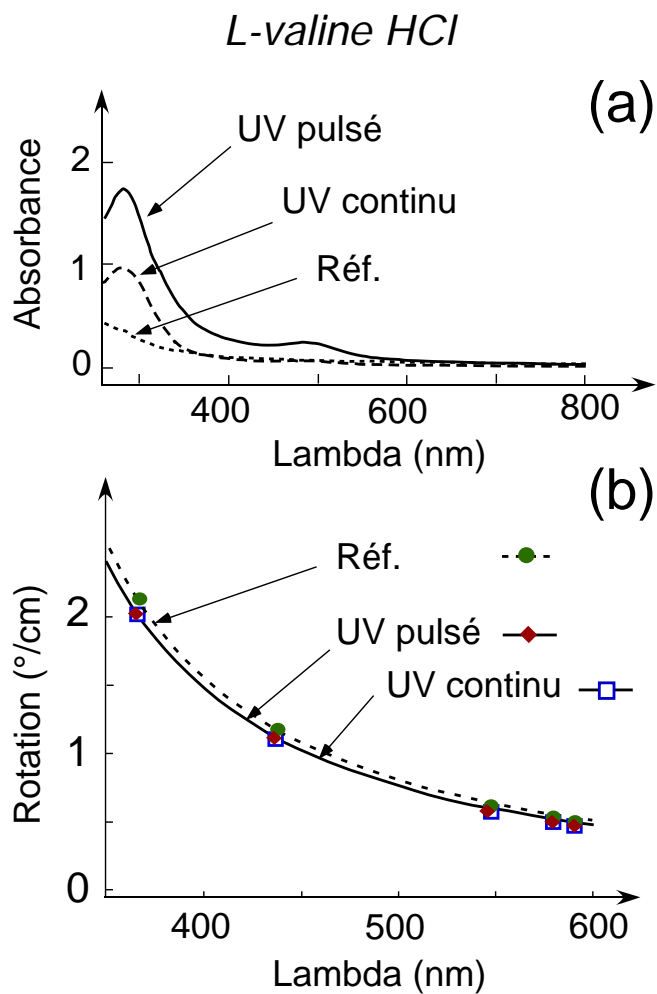 L-valine HCl
(a)
UV pulsé
2
UV continu
Absorbance
1
Réf.
0
400 600 800
Lambda (nm)
(b)
Réf.
2
UV pulsé
UV continu
Rotation (°/cm)
1
0
400 500 600
Lambda (nm)